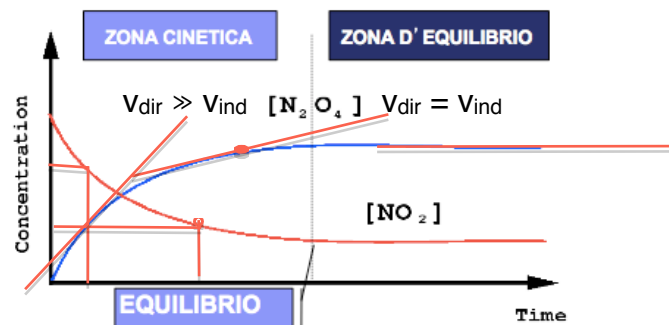 ZONA CINETICA
ZONA D' EQUILIBRIO
Vdir ≫ Vind
[N₂O₄]
Vdir = Vind
Concentration
[NO₂]
EQUILIBRIO
Time